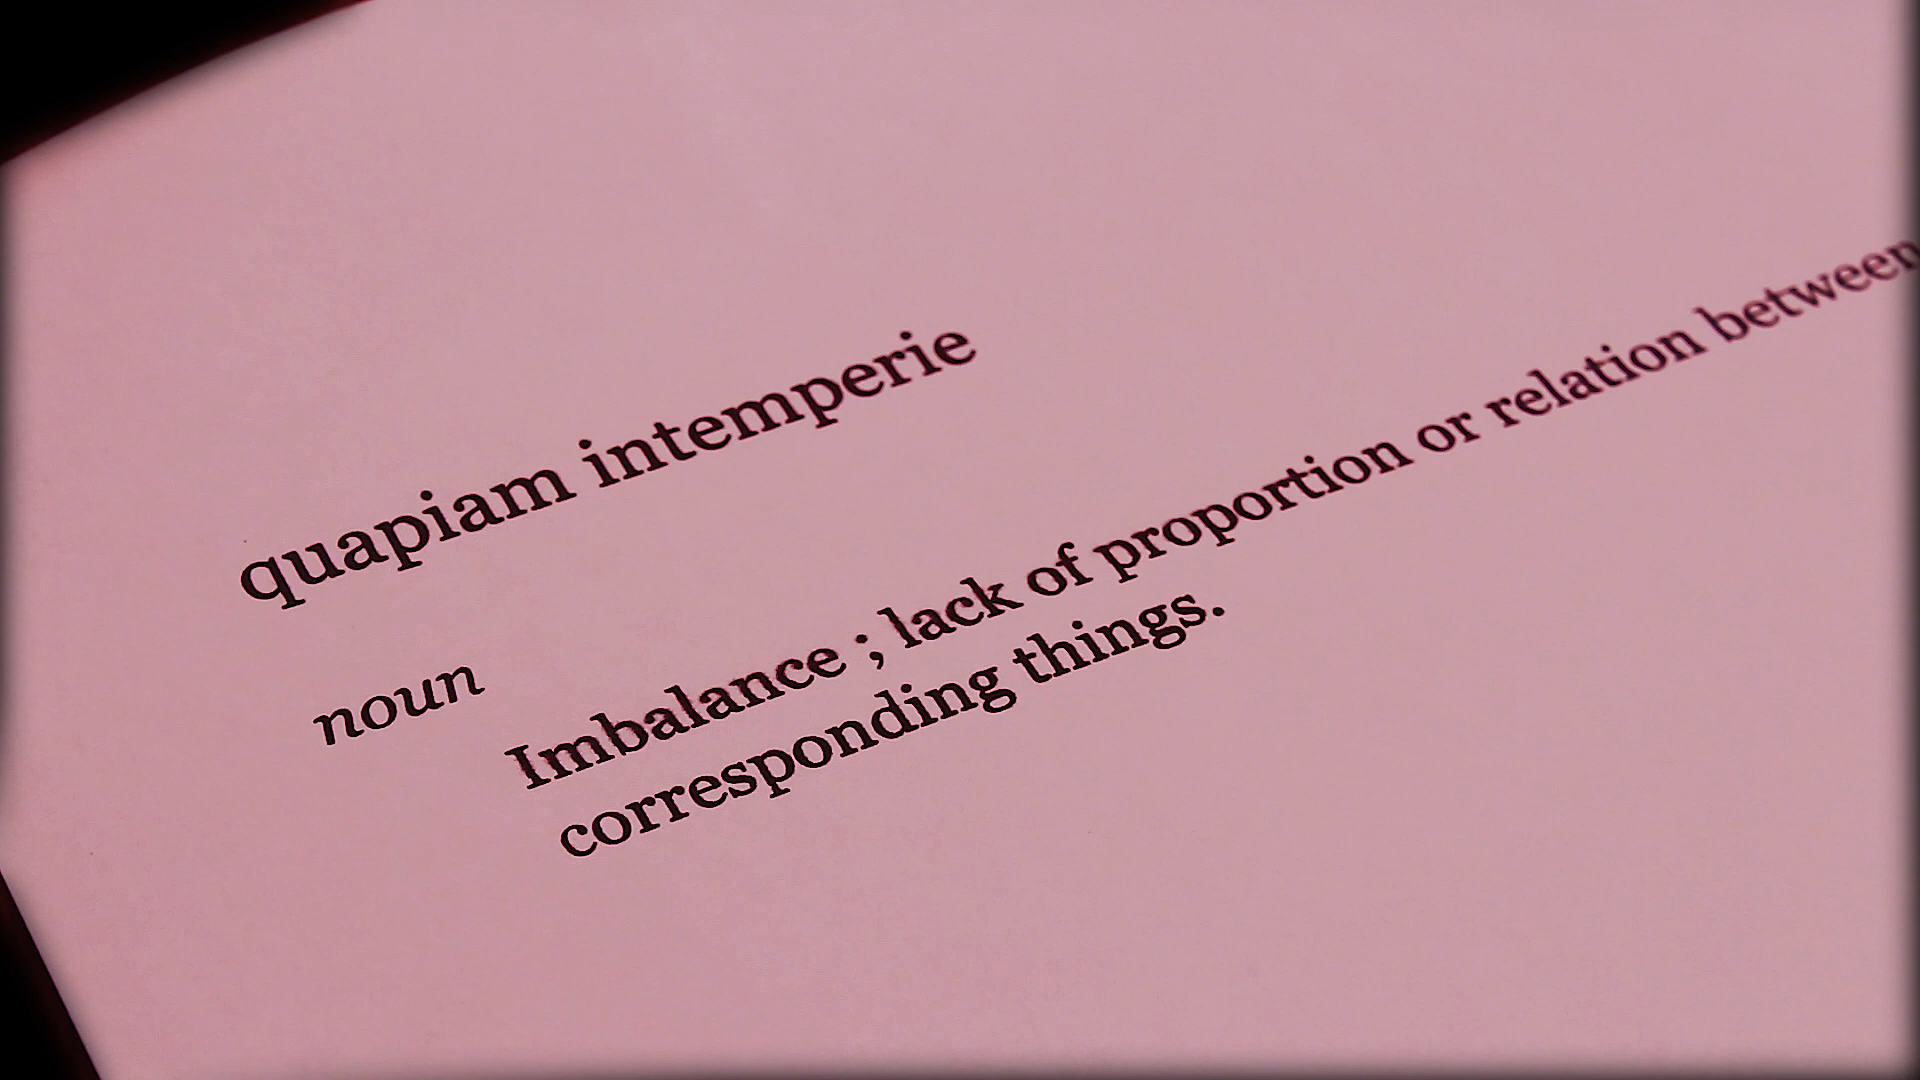 quapiam intemperie
noun
Imbalance ; lack of proportion or relation between
corresponding things.